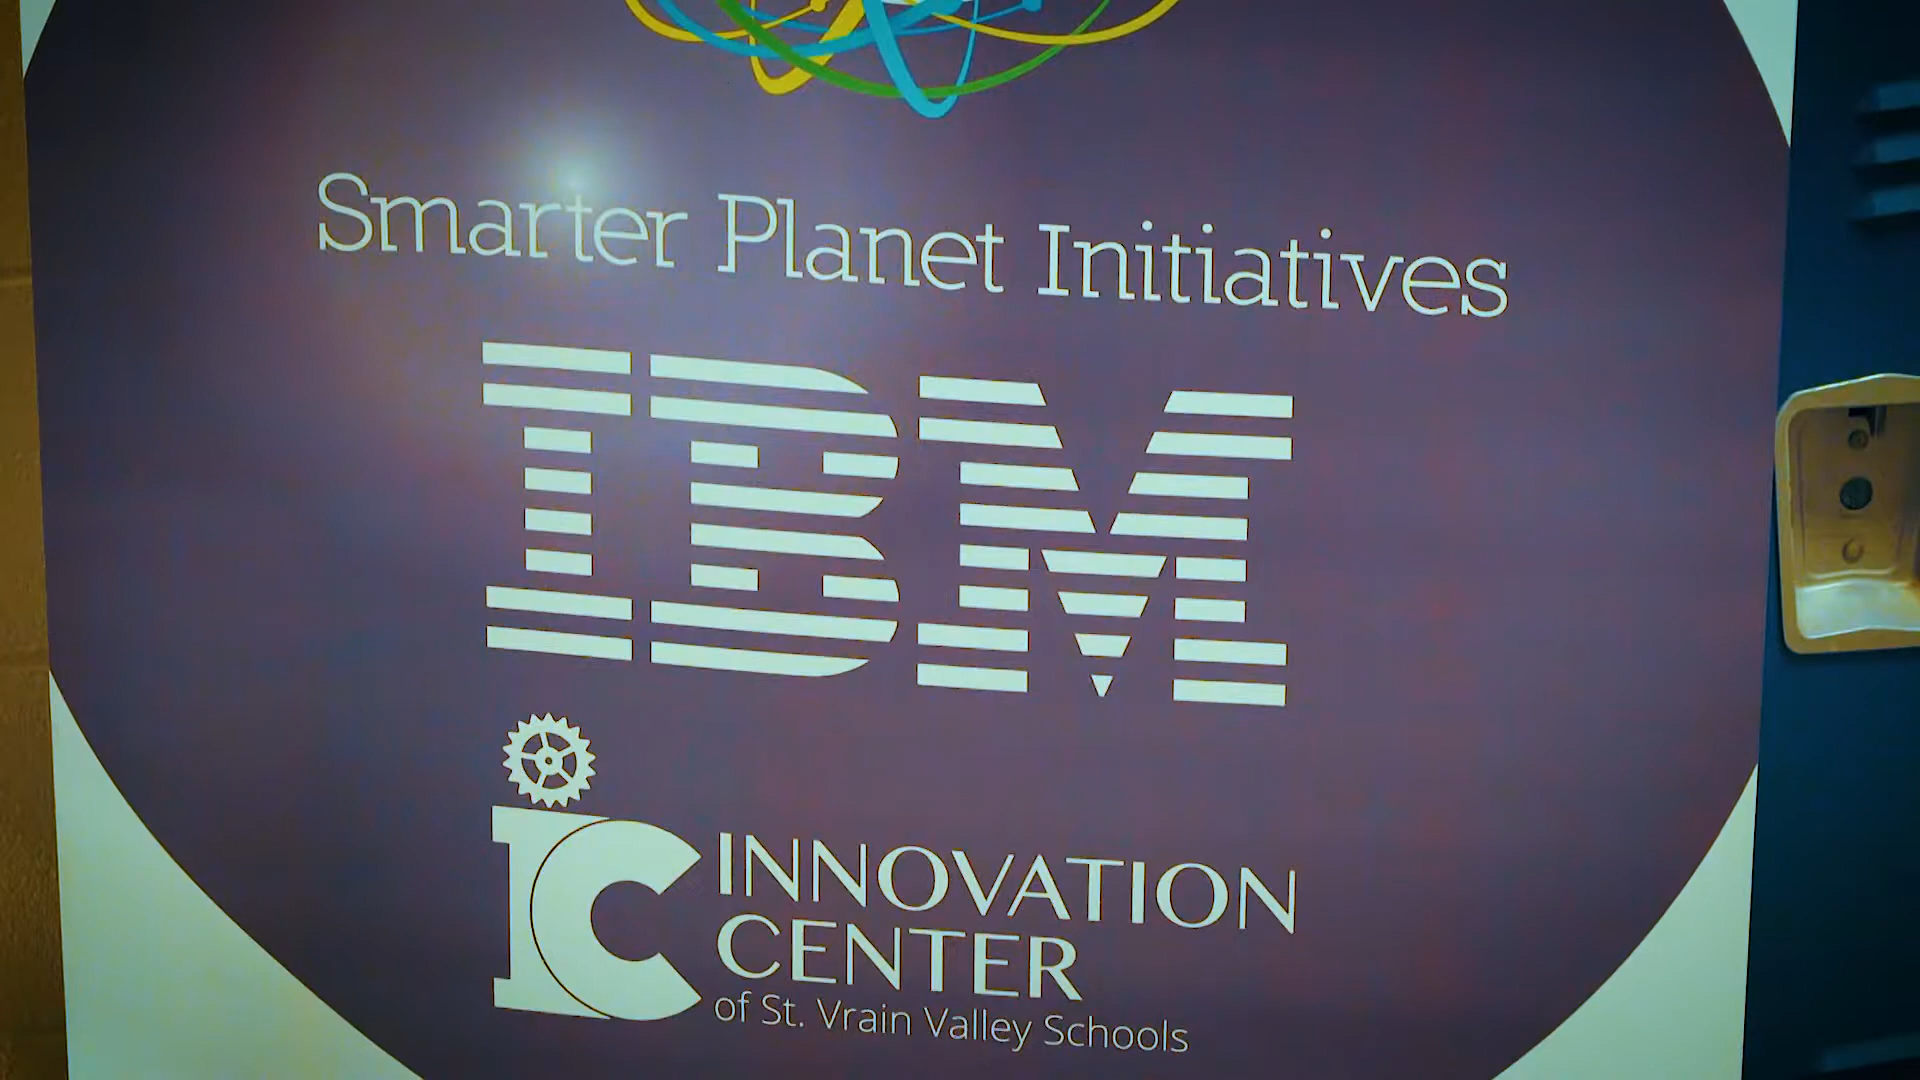 Smarter Planet Initiatives
IBM
iC
INNOVATION
CENTER
of St. Vrain Valley Schools